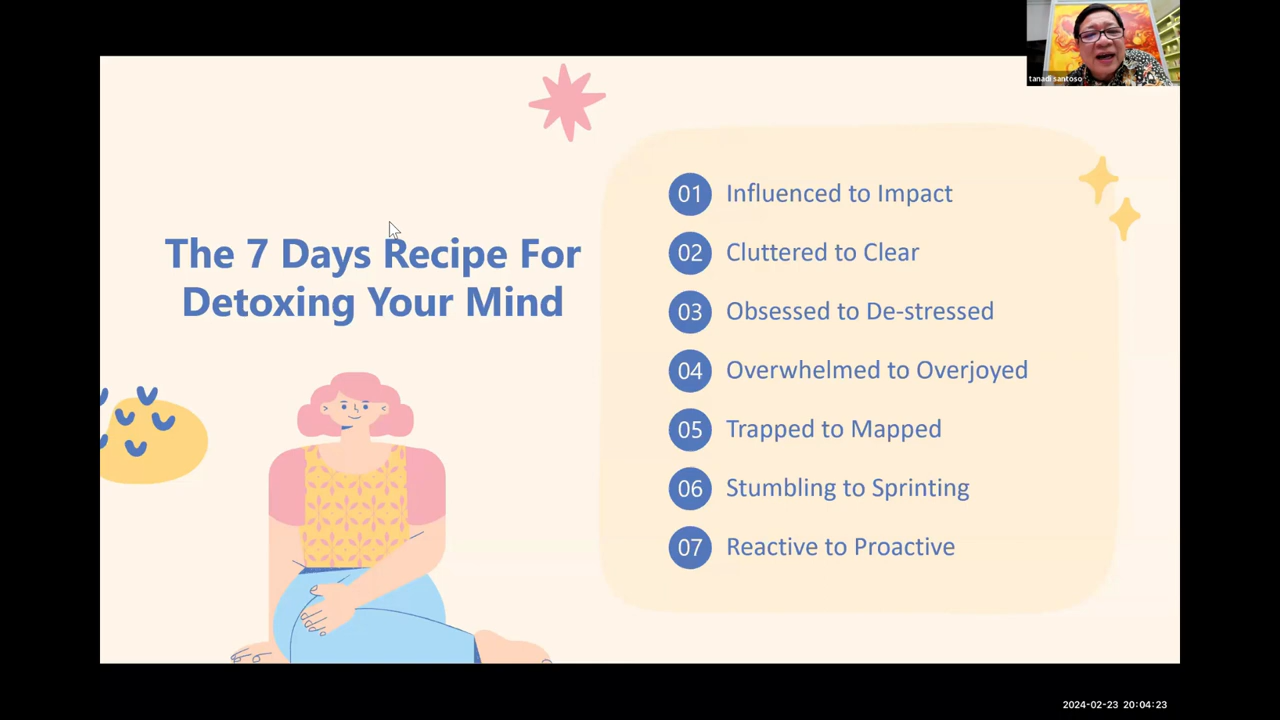 tanadi santoso
The 7 Days Recipe For
Detoxing Your Mind
01 Influenced to Impact
02 Cluttered to Clear
03 Obsessed to De-stressed
04 Overwhelmed to Overjoyed
05 Trapped to Mapped
06 Stumbling to Sprinting
07 Reactive to Proactive
2024-02-23 20:04:23